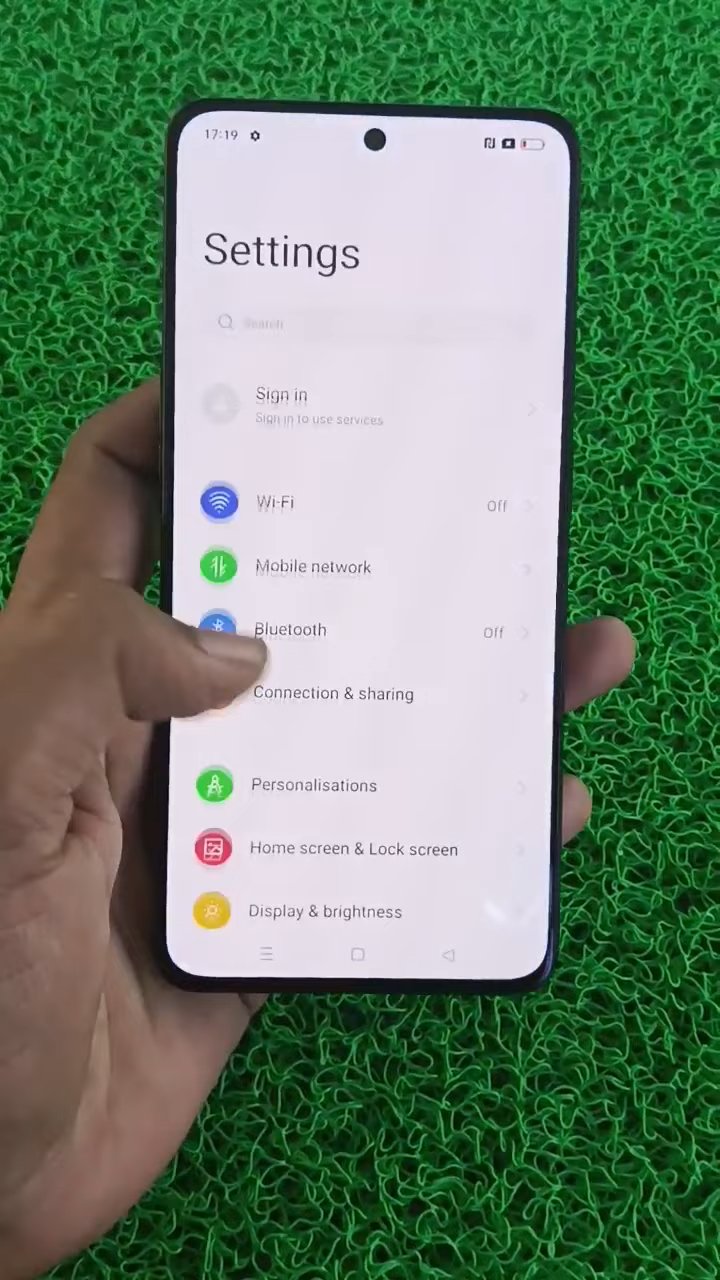 17:19
Settings
Search
Sign in
Sign in to use services
Wi-Fi
Off
Mobile network
Bluetooth
Off
Connection & sharing
Personalisations
Home screen & Lock screen
Display & brightness